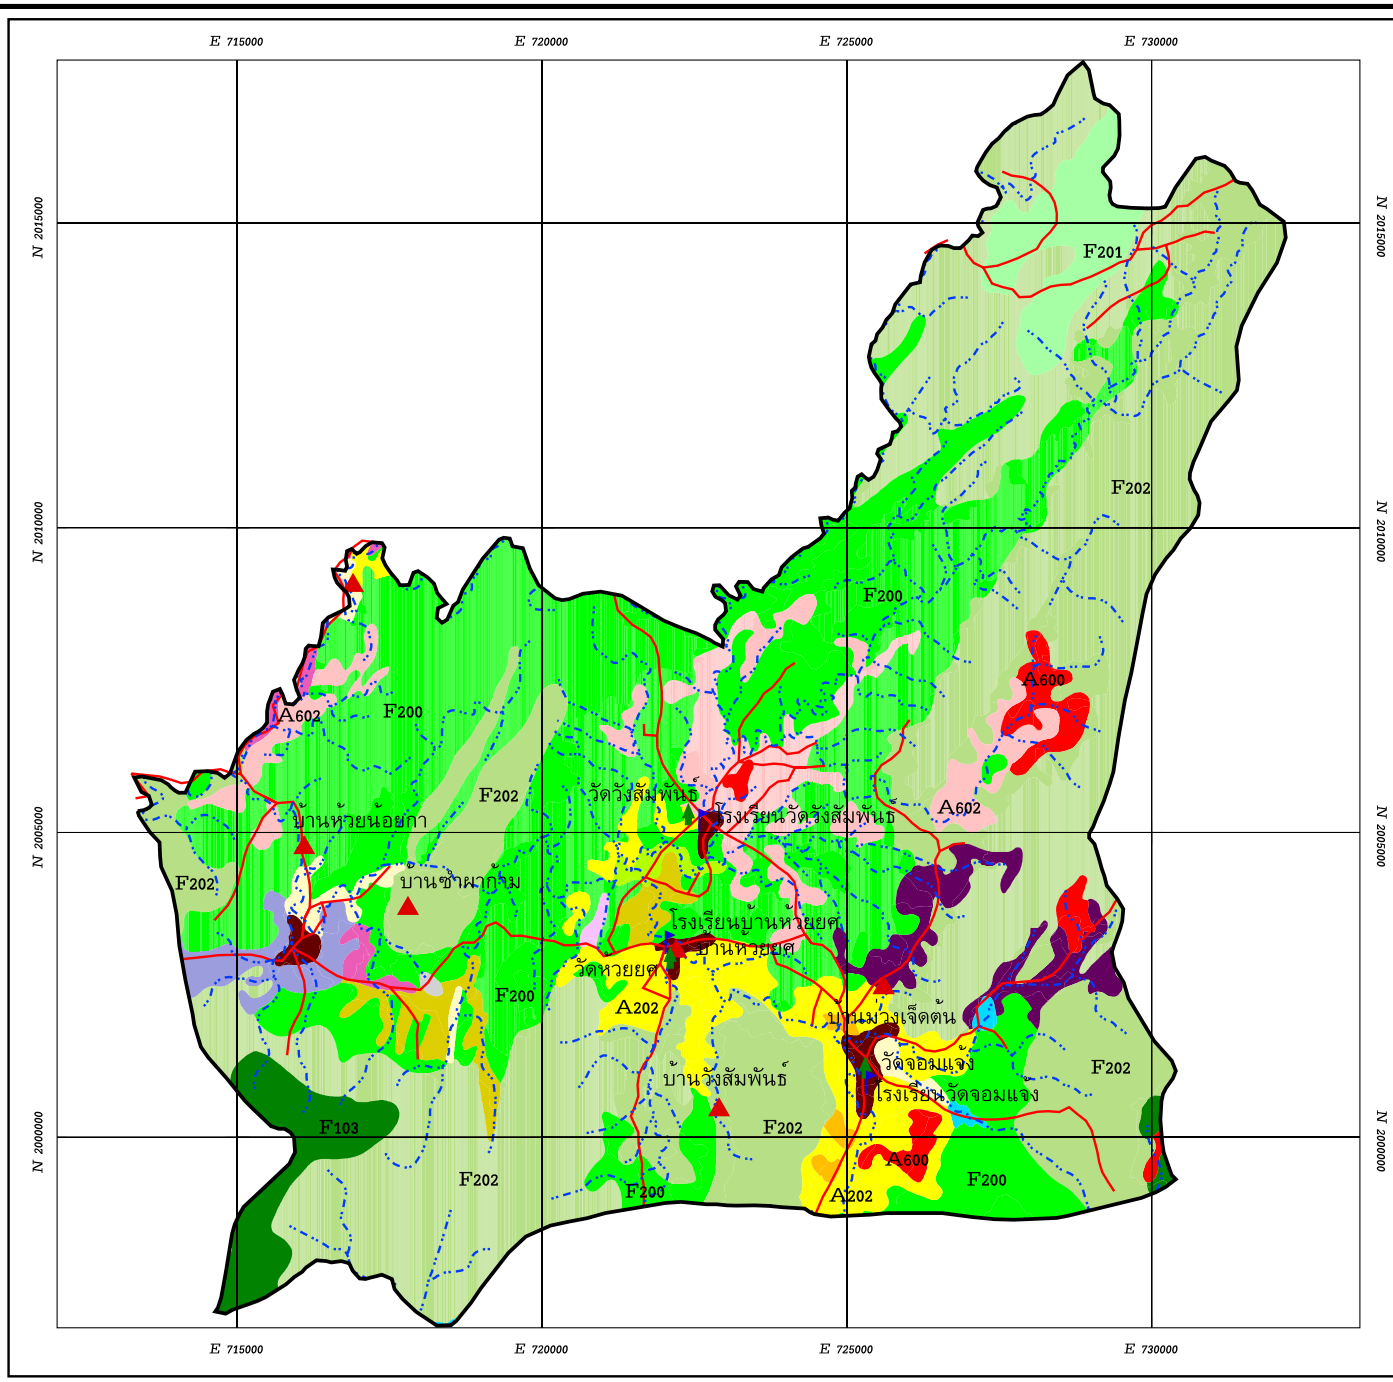 E 715000
E 720000
E 725000
E 730000
N 2015000
N 2015000
F201
F202
N 2010000
N 2010000
F200
A600
A602
F200
F202
วัดวังสัมพันธ์
A602
โรงเรียนวัดวังสัมพันธ์
บ้านห้วยน้อยกา
N 2005000
N 2005000
F202
บ้านซำผาก้าม
โรงเรียนบ้านห้วยยศ
บ้านห้วยยศ
วัดห้วยยศ
F200
A202
บ้านม่วงเจ็ดต้น
วัดจอมแจ้ง
F202
บ้านวังสัมพันธ์
โรงเรียนวัดจอมแจ้ง
F103
F202
N 2000000
N 2000000
A600
F202
F200
F200
A202
E 715000
E 720000
E 725000
E 730000